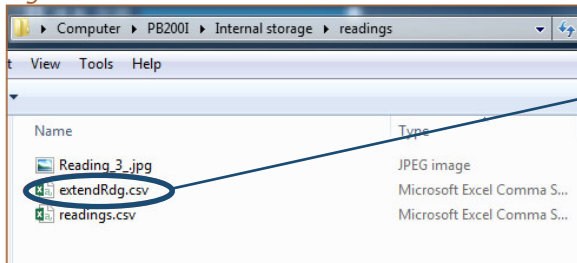 Computer ▸ PB200I ▸ Internal storage ▸ readings
View Tools Help
Name Type
Reading_3_.jpg JPEG image
extendRdg.csv Microsoft Excel Comma S...
readings.csv Microsoft Excel Comma S...